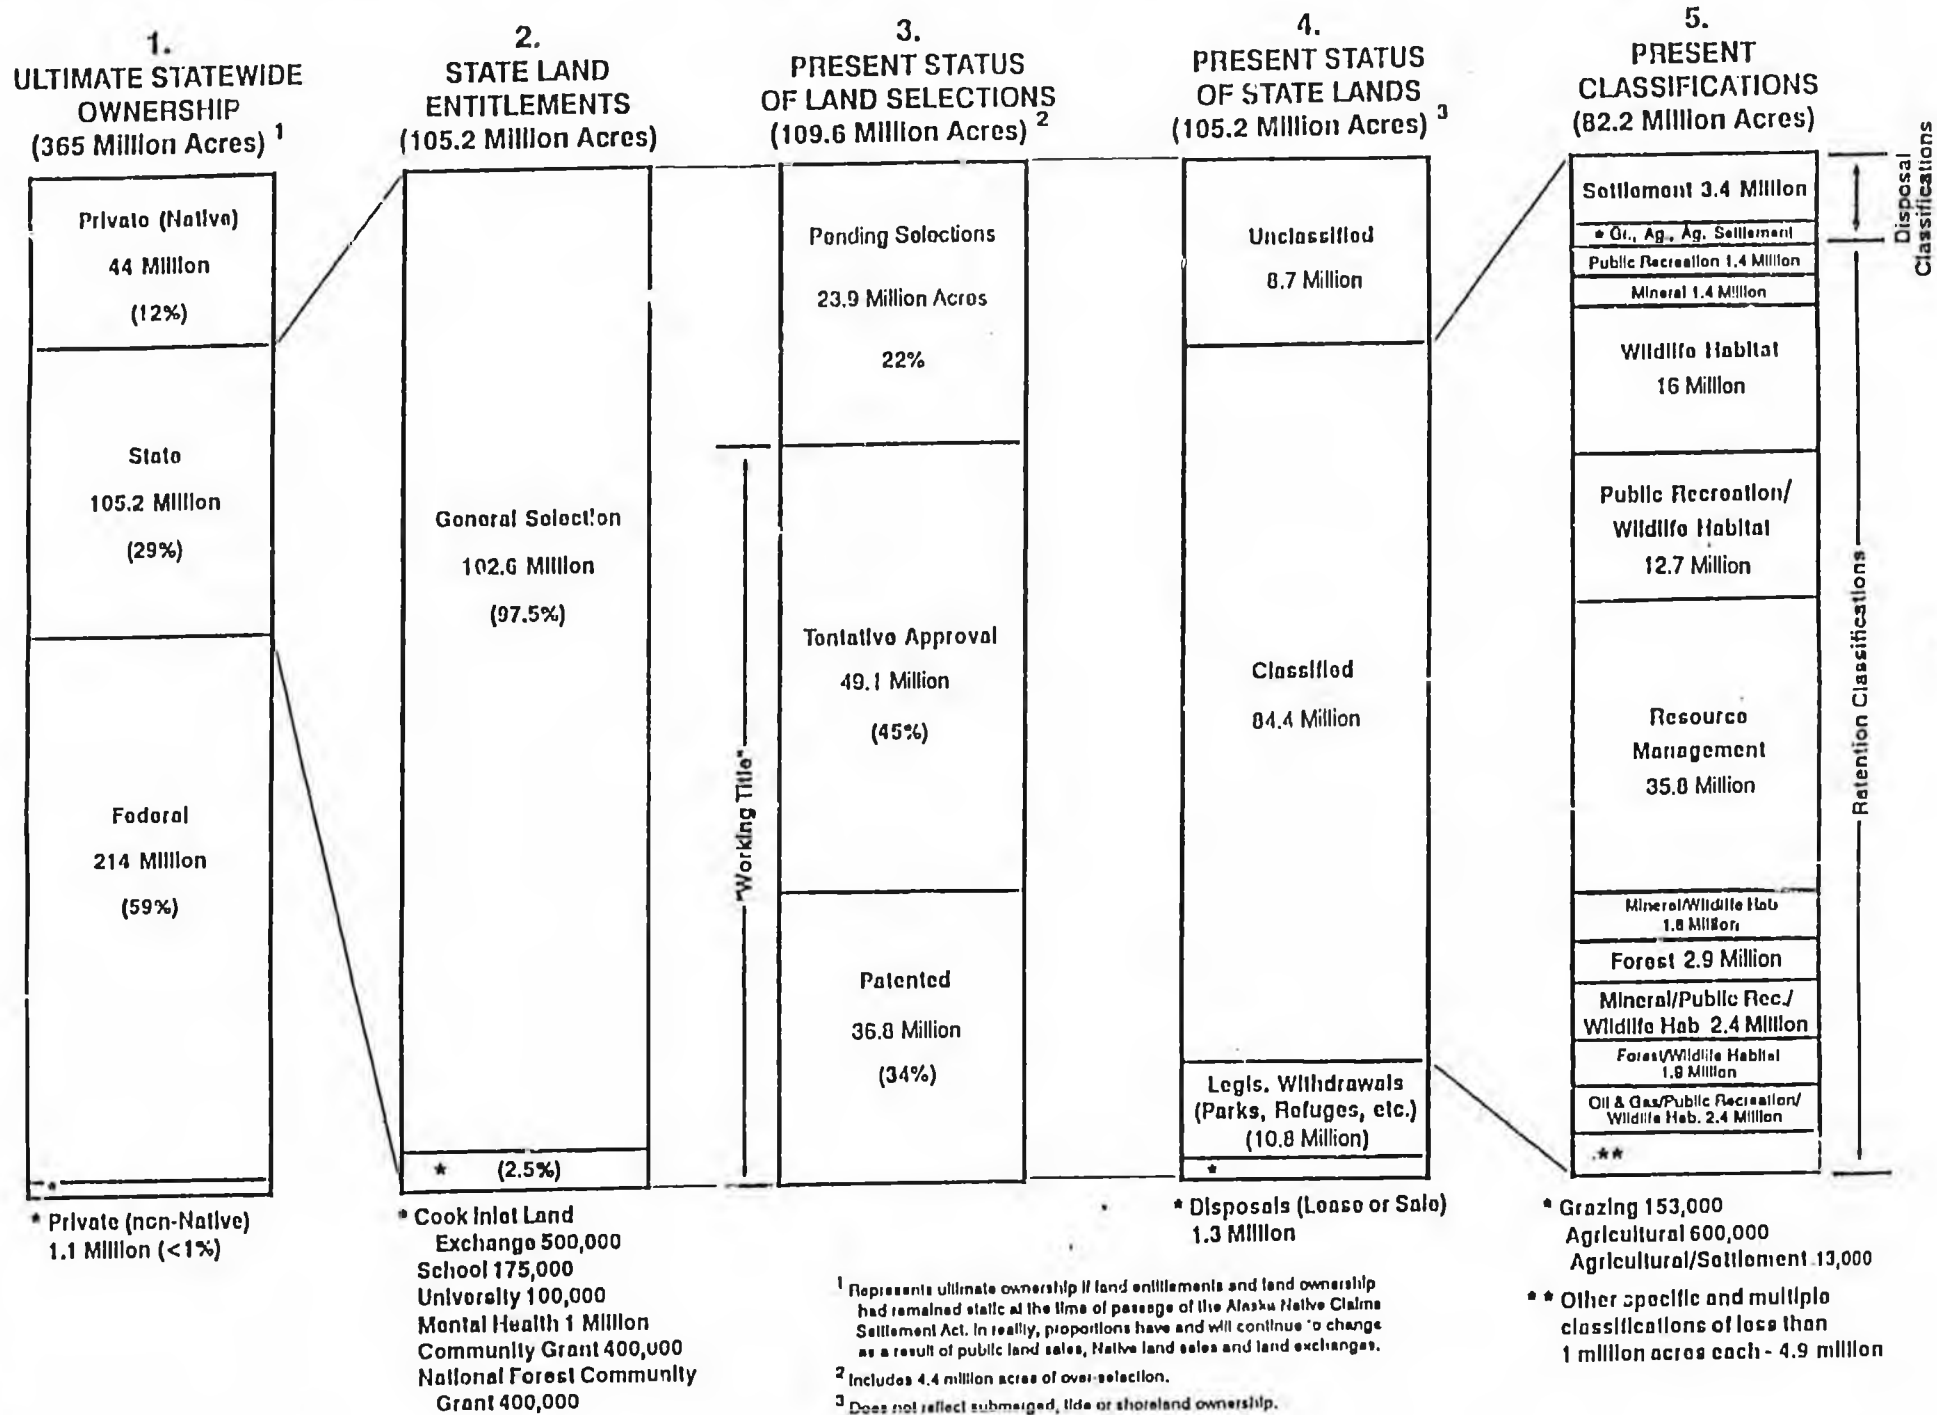 1.
ULTIMATE STATEWIDE
OWNERSHIP
(365 Million Acres) 1
Private (Native)
44 Million
(12%)
State
105.2 Million
(29%)
Federal
214 Million
(59%)
*
* Private (non-Native)
1.1 Million (<1%)
2.
STATE LAND
ENTITLEMENTS
(105.2 Million Acres)
General Selection
102.6 Million
(97.5%)
* (2.5%)
* Cook Inlet Land
Exchange 500,000
School 175,000
University 100,000
Mental Health 1 Million
Community Grant 400,000
National Forest Community
Grant 400,000
3.
PRESENT STATUS
OF LAND SELECTIONS
(109.6 Million Acres) 2
Pending Selections
23.9 Million Acres
22%
Tentative Approval
49.1 Million
(45%)
Patented
36.8 Million
(34%)
"Working Title"
4.
PRESENT STATUS
OF STATE LANDS
(105.2 Million Acres) 3
Unclassified
8.7 Million
Classified
84.4 Million
Legis. Withdrawals
(Parks, Refuges, etc.)
(10.8 Million)
*
* Disposals (Lease or Sale)
1.3 Million
5.
PRESENT
CLASSIFICATIONS
(82.2 Million Acres)
Settlement 3.4 Million
* Gr., Ag., Ag. Settlement
Public Recreation 1.4 Million
Mineral 1.4 Million
Wildlife Habitat
16 Million
Public Recreation/
Wildlife Habitat
12.7 Million
Resource
Management
35.8 Million
Mineral/Wildlife Hab
1.8 Million
Forest 2.9 Million
Mineral/Public Rec./
Wildlife Hab 2.4 Million
Forest/Wildlife Habitat
1.8 Million
Oil & Gas/Public Recreation/
Wildlife Hab. 2.4 Million
**
Disposal
Classifications
Retention Classifications
* Grazing 153,000
Agricultural 600,000
Agricultural/Settlement 13,000
** Other specific and multiple
classifications of less than
1 million acres each - 4.9 million
1 Represents ultimate ownership if land entitlements and land ownership
had remained static at the time of passage of the Alaska Native Claims
Settlement Act. In reality, proportions have and will continue to change
as a result of public land sales, Native land sales and land exchanges.
2 Includes 4.4 million acres of over-selection.
3 Does not reflect submerged, tide or shoreland ownership.